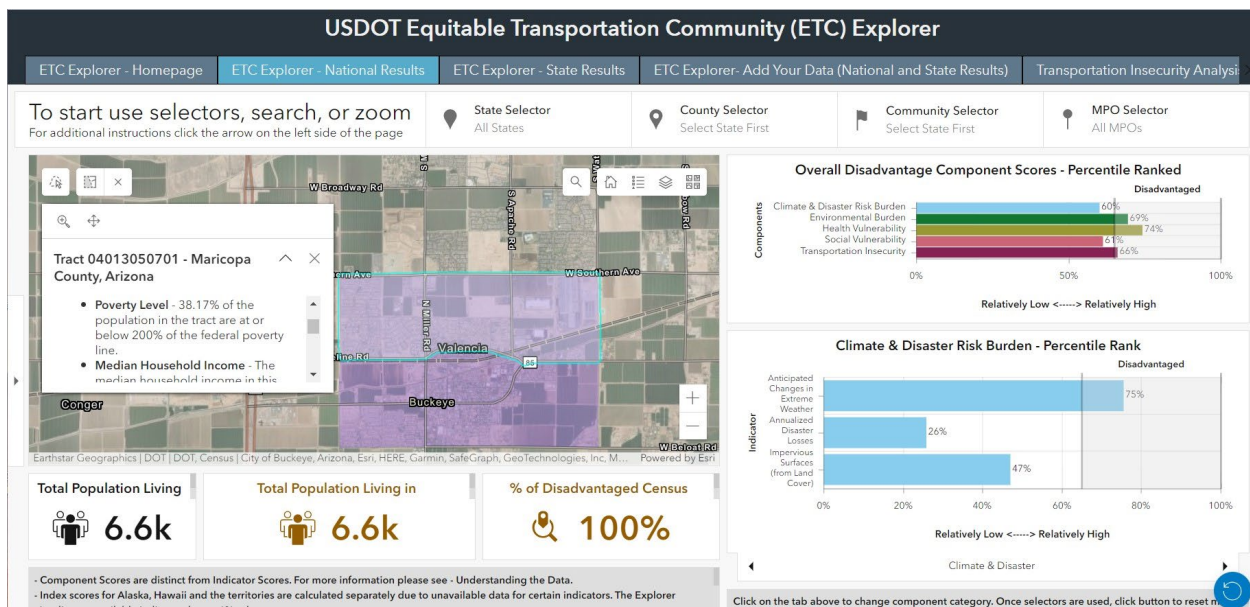 USDOT Equitable Transportation Community (ETC) Explorer
ETC Explorer - Homepage
ETC Explorer - National Results
ETC Explorer - State Results
ETC Explorer- Add Your Data (National and State Results)
Transportation Insecurity Analysis
To start use selectors, search, or zoom
For additional instructions click the arrow on the left side of the page
State Selector
All States
County Selector
Select State First
Community Selector
Select State First
MPO Selector
All MPOs
W Broadway Rd
S Apache Rd
Tract 04013050701 - Maricopa
County, Arizona
• Poverty Level - 38.17% of the
population in the tract are at or
below 200% of the federal poverty
line.
• Median Household Income - The
median household income in this
ern Ave
W Southern Ave
N Miller Rd
Valencia
85
line Rd
Conger
Buckeye
W Beloat Rd
Earthstar Geographics | DOT | DOT, Census | City of Buckeye, Arizona, Esri, HERE, Garmin, SafeGraph, GeoTechnologies, Inc, M...
Powered by Esri
Total Population Living
6.6k
Total Population Living in
6.6k
% of Disadvantaged Census
100%
- Component Scores are distinct from Indicator Scores. For more information please see - Understanding the Data.
- Index scores for Alaska, Hawaii and the territories are calculated separately due to unavailable data for certain indicators. The Explorer
Overall Disadvantage Component Scores - Percentile Ranked
Disadvantaged
Components
Climate & Disaster Risk Burden
60%
Environmental Burden
69%
Health Vulnerability
74%
Social Vulnerability
61%
Transportation Insecurity
66%
0%
50%
100%
Relatively Low <-----> Relatively High
Climate & Disaster Risk Burden - Percentile Rank
Disadvantaged
Indicator
Anticipated
Changes in
Extreme
Weather
75%
Annualized
Disaster
Losses
26%
Impervious
Surfaces
(from Land
Cover)
47%
0%
20%
40%
60%
80%
100%
Relatively Low <-----> Relatively High
Climate & Disaster
Click on the tab above to change component category. Once selectors are used, click button to reset